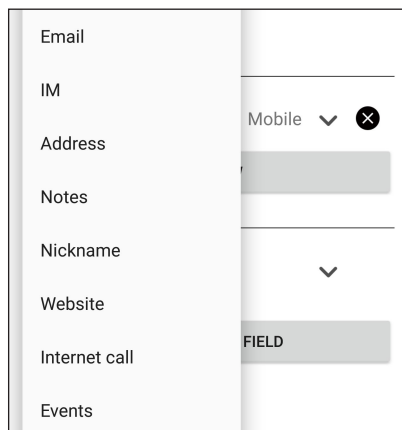 Email
IM
Mobile
Address
Notes
Nickname
Website
Internet call
FIELD
Events